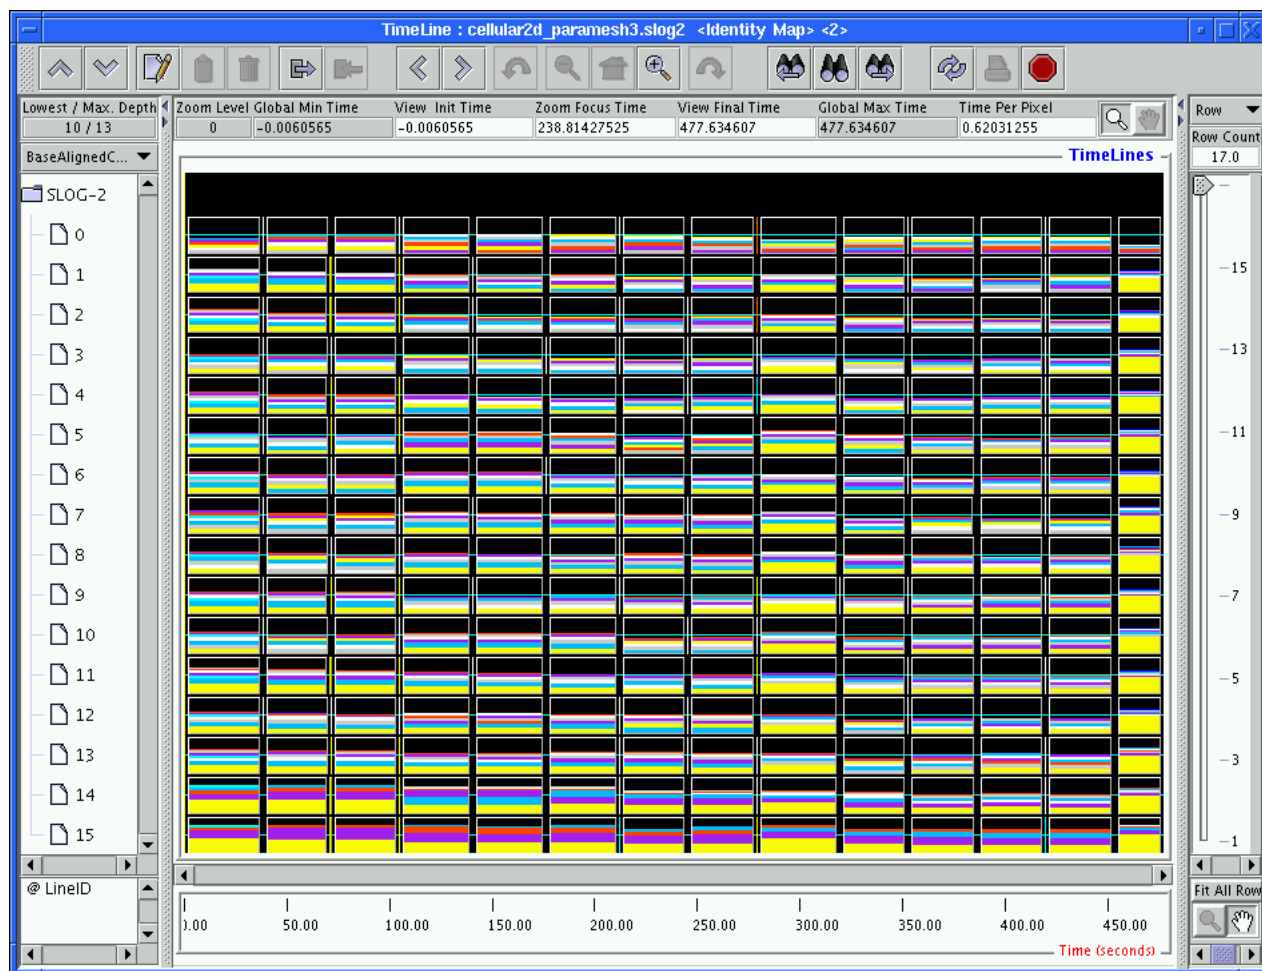 TimeLine : cellular2d_paramesh3.slog2 <Identity Map> <2>
Lowest / Max. Depth
10 / 13
Zoom Level Global Min Time View Init Time Zoom Focus Time View Final Time Global Max Time Time Per Pixel
0 -0.0060565 -0.0060565 238.81427525 477.634607 477.634607 0.62031255
Row
Row Count
17.0
BaseAlignedC...
TimeLines
SLOG-2
0
1
2
3
4
5
6
7
8
9
10
11
12
13
14
15
15
13
11
9
7
5
3
1
@ LineID
Fit All Row
).00 50.00 100.00 150.00 200.00 250.00 300.00 350.00 400.00 450.00
Time (seconds)